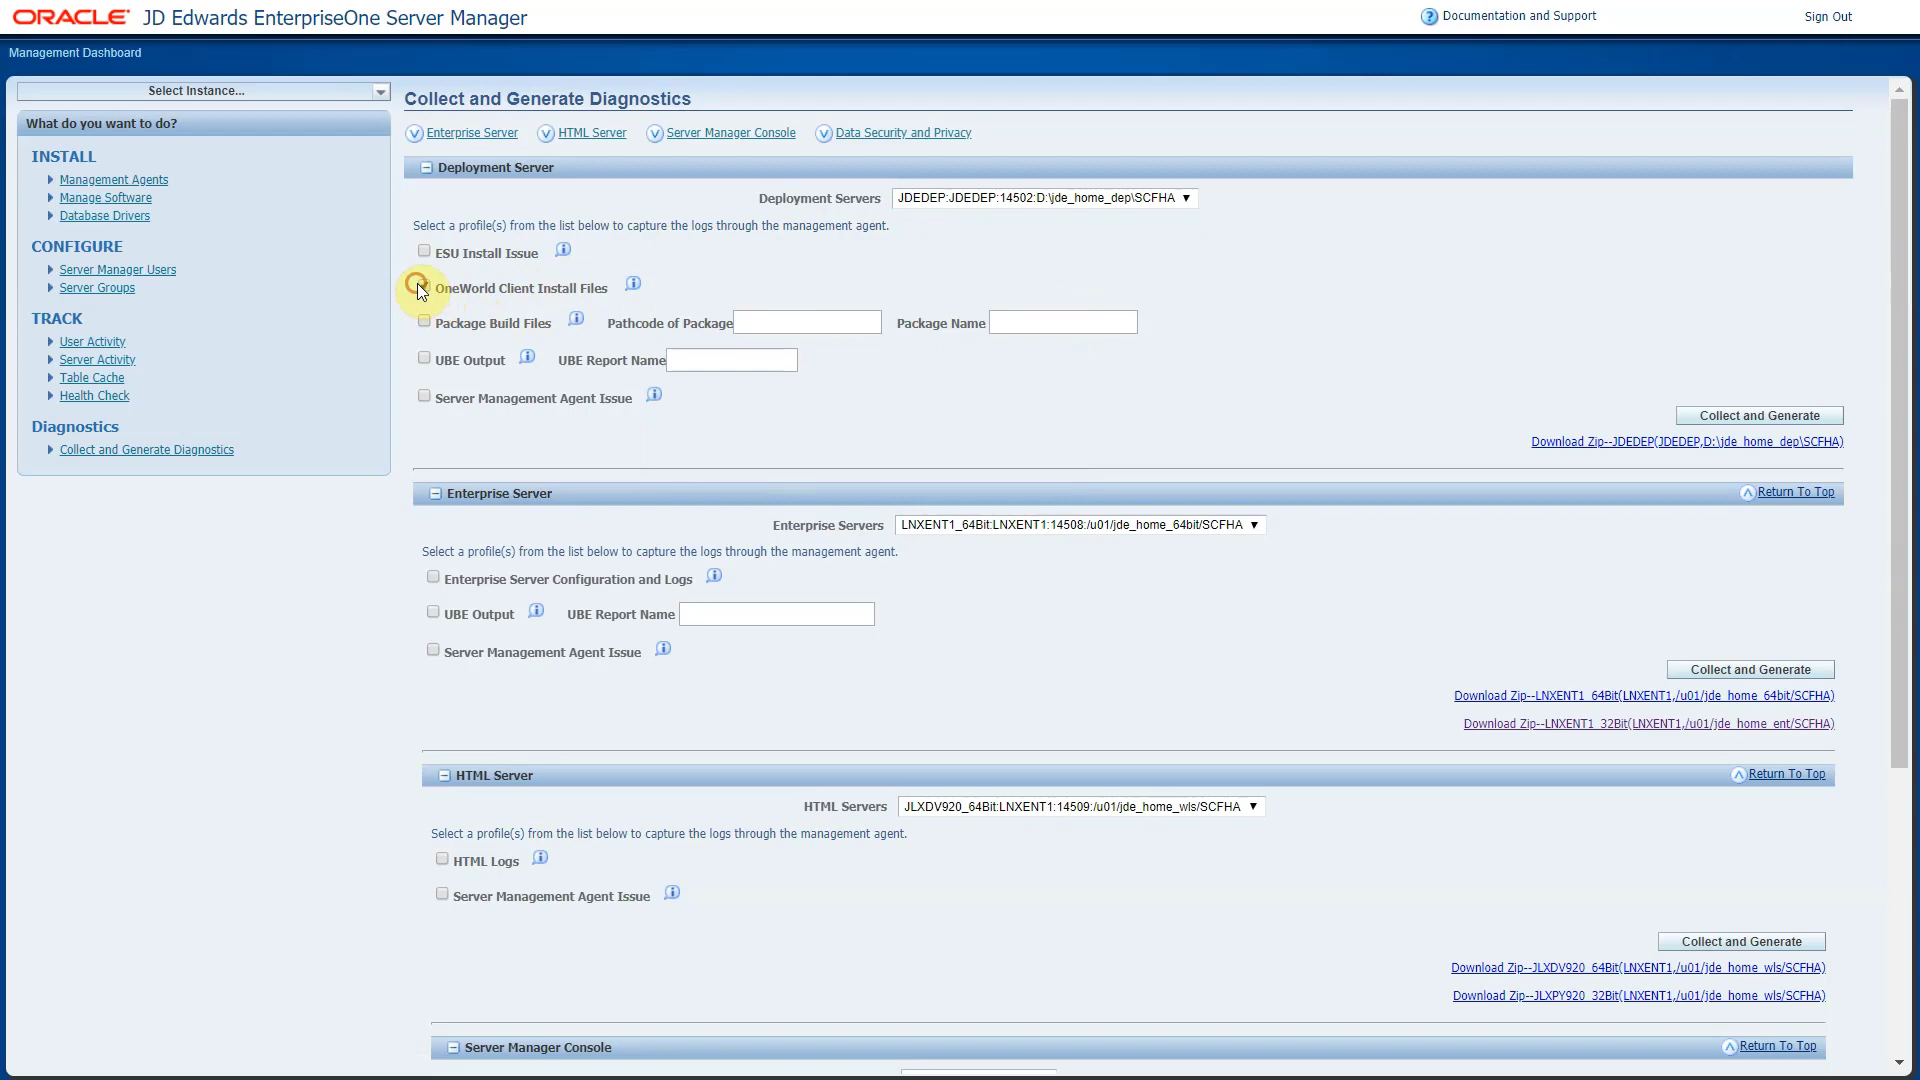 ORACLE JD Edwards EnterpriseOne Server Manager
Documentation and Support
Sign Out
Management Dashboard
Select Instance...
What do you want to do?
INSTALL
Management Agents
Manage Software
Database Drivers
CONFIGURE
Server Manager Users
Server Groups
TRACK
User Activity
Server Activity
Table Cache
Health Check
Diagnostics
Collect and Generate Diagnostics
Collect and Generate Diagnostics
Enterprise Server HTML Server Server Manager Console Data Security and Privacy
Deployment Server
Deployment Servers JDEDEP:JDEDEP:14502:D:\jde_home_dep\SCFHA
Select a profile(s) from the list below to capture the logs through the management agent.
ESU Install Issue
OneWorld Client Install Files
Package Build Files Pathcode of Package Package Name
UBE Output UBE Report Name
Server Management Agent Issue
Collect and Generate
Download Zip--JDEDEP(JDEDEP,D:\jde_home_dep\SCFHA)
Enterprise Server Return To Top
Enterprise Servers LNXENT1_64Bit:LNXENT1:14508:/u01/jde_home_64bit/SCFHA
Select a profile(s) from the list below to capture the logs through the management agent.
Enterprise Server Configuration and Logs
UBE Output UBE Report Name
Server Management Agent Issue
Collect and Generate
Download Zip--LNXENT1_64Bit(LNXENT1,/u01/jde_home_64bit/SCFHA)
Download Zip--LNXENT1_32Bit(LNXENT1,/u01/jde_home_ent/SCFHA)
HTML Server Return To Top
HTML Servers JLXDV920_64Bit:LNXENT1:14509:/u01/jde_home_wls/SCFHA
Select a profile(s) from the list below to capture the logs through the management agent.
HTML Logs
Server Management Agent Issue
Collect and Generate
Download Zip--JLXDV920_64Bit(LNXENT1,/u01/jde_home_wls/SCFHA)
Download Zip--JLXPY920_32Bit(LNXENT1,/u01/jde_home_wls/SCFHA)
Server Manager Console Return To Top